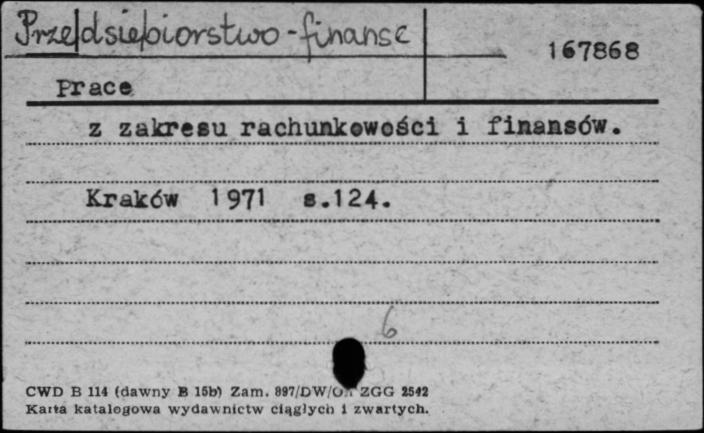 Przedsiębiorstwo - finanse
167868
Prace
z zakresu rachunkowości i finansów.
Kraków 1971 s.124.
6
CWD B 114 (dawny B 15b) Zam. 897/DW/ ZGG 2542
Karta katalogowa wydawnictw ciągłych i zwartych.